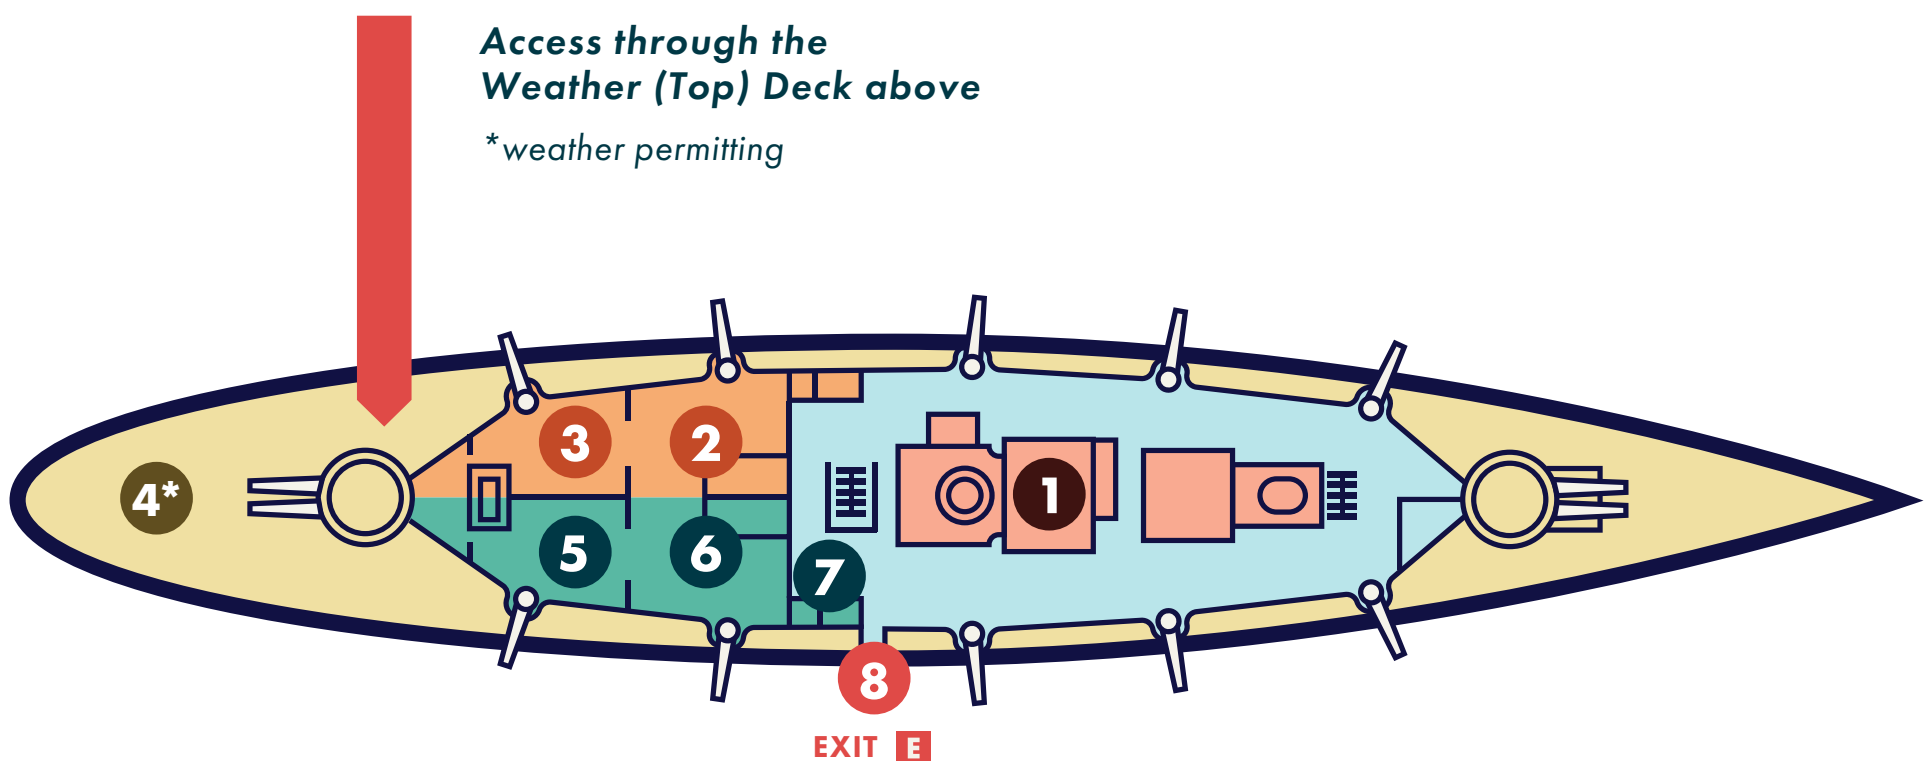 Access through the
Weather (Top) Deck above
*weather permitting
3
2
4*
1
5
6
7
8
EXIT E